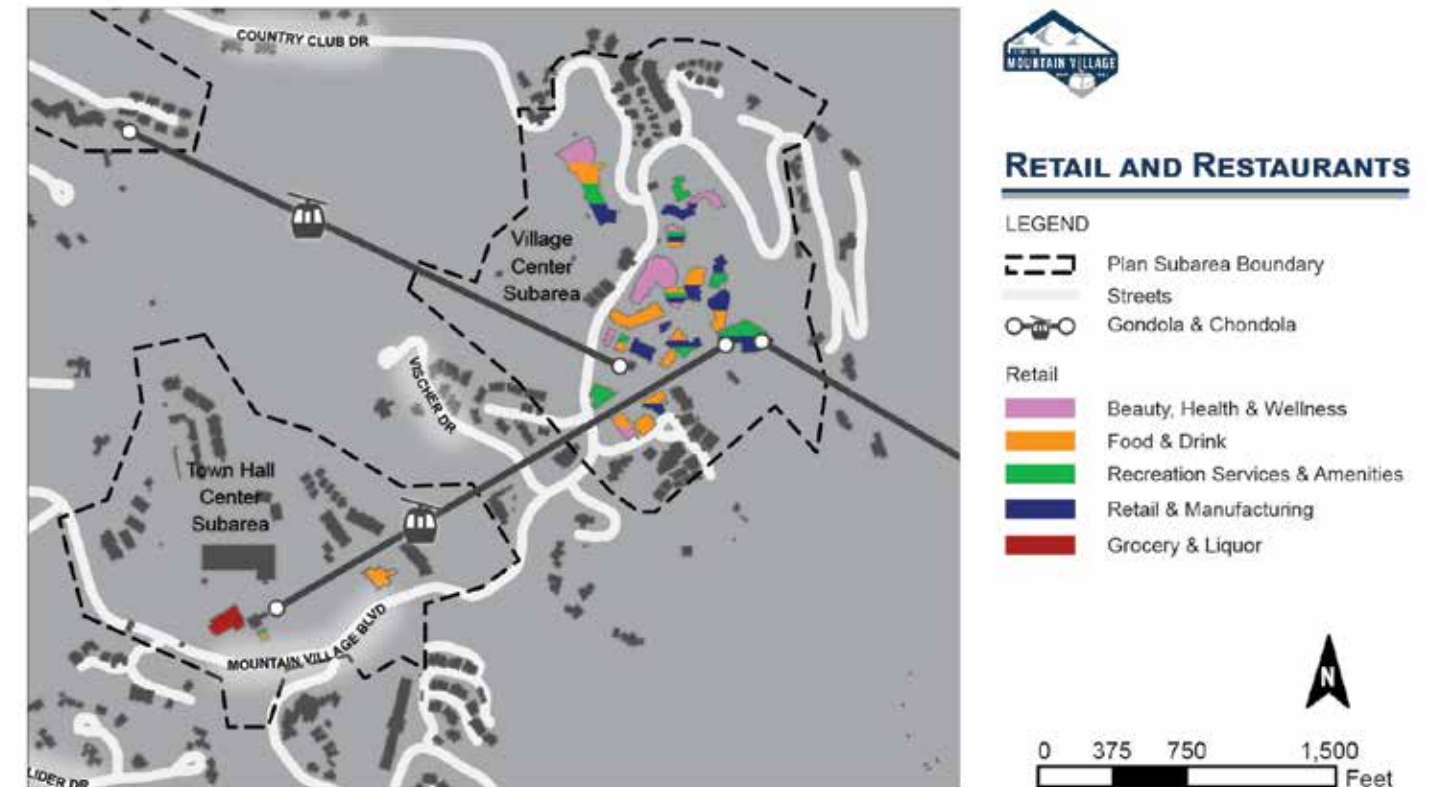 COUNTRY CLUB DR
Village
Center
Subarea
VISCHER DR
Town Hall
Center
Subarea
MOUNTAIN VILLAGE BLVD
LIDER DR
MOUNTAIN VILLAGE
RETAIL AND RESTAURANTS
LEGEND
Plan Subarea Boundary
Streets
Gondola & Chondola
Retail
Beauty, Health & Wellness
Food & Drink
Recreation Services & Amenities
Retail & Manufacturing
Grocery & Liquor
N
0 375 750 1,500
Feet